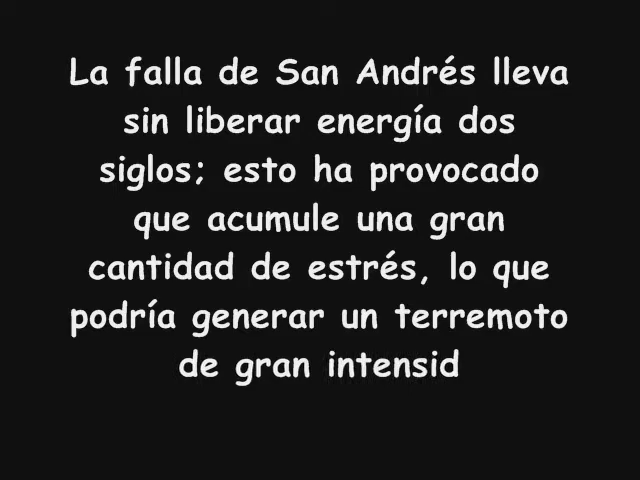 La falla de San Andrés lleva
sin liberar energía dos
siglos; esto ha provocado
que acumule una gran
cantidad de estrés, lo que
podría generar un terremoto
de gran intensid